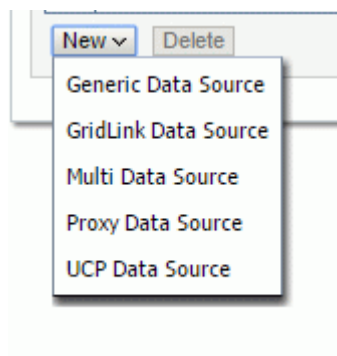 New Delete
Generic Data Source
GridLink Data Source
Multi Data Source
Proxy Data Source
UCP Data Source